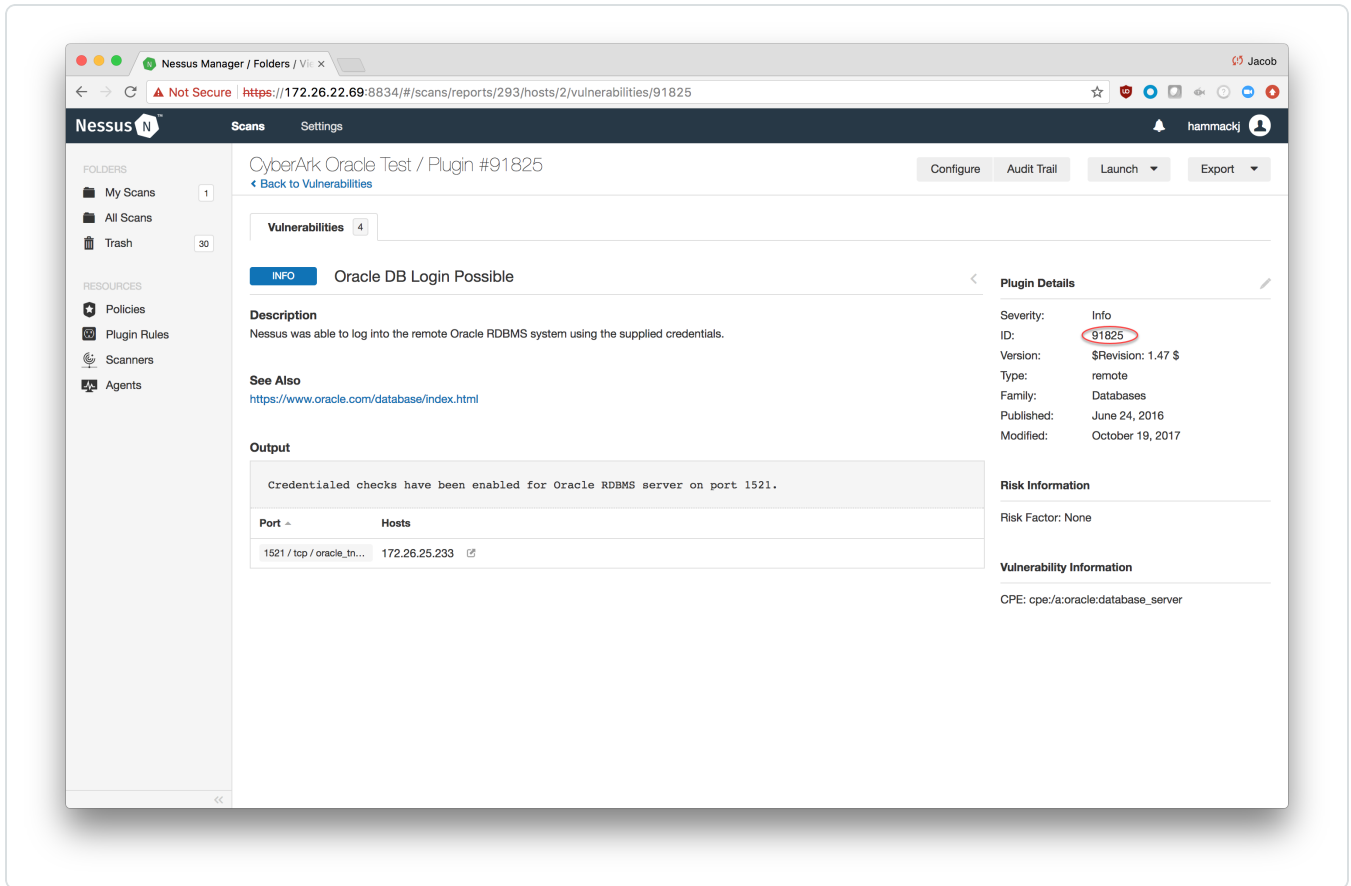 Nessus Manager / Folders / Vie
Jacob
Not Secure https://172.26.22.69:8834/#/scans/reports/293/hosts/2/vulnerabilities/91825
Nessus N ™ Scans Settings hammackj
FOLDERS
My Scans 1
All Scans
Trash 30
RESOURCES
Policies
Plugin Rules
Scanners
Agents
CyberArk Oracle Test / Plugin #91825
Back to Vulnerabilities
Configure Audit Trail Launch Export
Vulnerabilities 4
INFO Oracle DB Login Possible
Description
Nessus was able to log into the remote Oracle RDBMS system using the supplied credentials.
See Also
https://www.oracle.com/database/index.html
Output
Credentialed checks have been enabled for Oracle RDBMS server on port 1521.
Port Hosts
1521 / tcp / oracle_tn... 172.26.25.233
Plugin Details
Severity: Info
ID: 91825
Version: $Revision: 1.47 $
Type: remote
Family: Databases
Published: June 24, 2016
Modified: October 19, 2017
Risk Information
Risk Factor: None
Vulnerability Information
CPE: cpe:/a:oracle:database_server